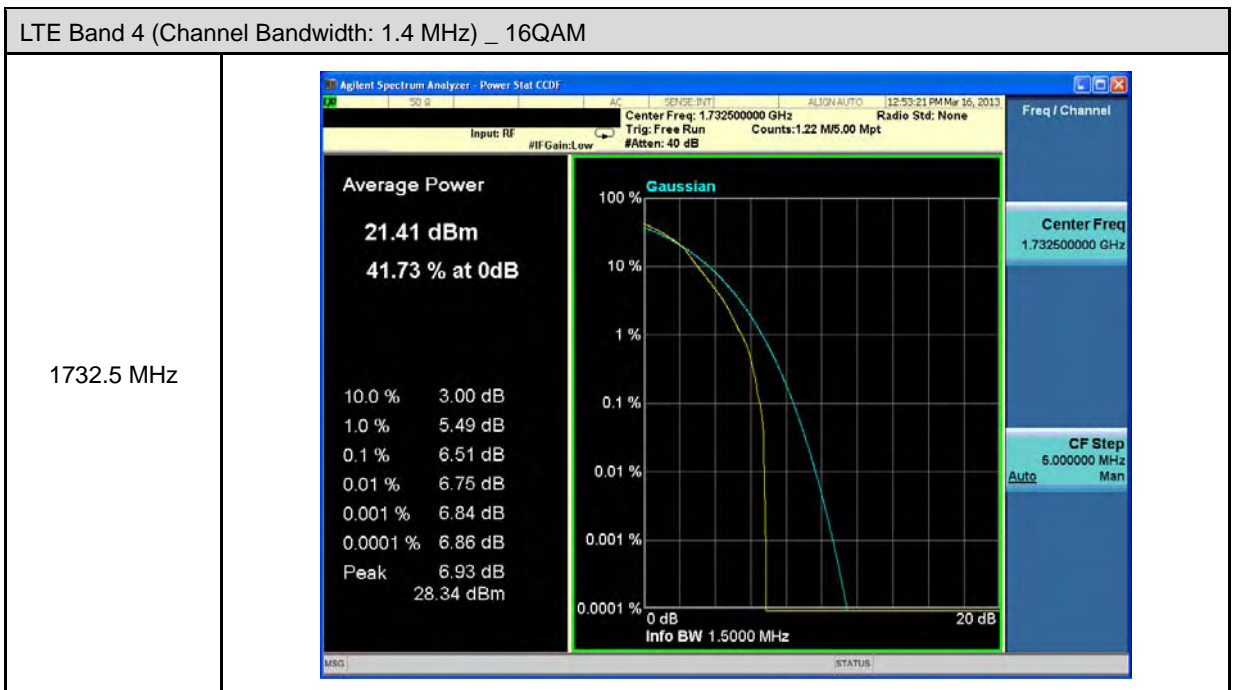 LTE Band 4 (Channel Bandwidth: 1.4 MHz) _ 16QAM
1732.5 MHz
Agilent Spectrum Analyzer - Power Stat CCDF
50 Ω AC SENSE:INT ALIGN AUTO 12:53:21 PM Mar 16, 2013
Center Freq: 1.732500000 GHz Radio Std: None
Input: RF Trig: Free Run Counts:1.22 M/5.00 Mpt
#IFGain:Low #Atten: 40 dB
Freq / Channel
Average Power
21.41 dBm
41.73 % at 0dB
10.0 % 3.00 dB
1.0 % 5.49 dB
0.1 % 6.51 dB
0.01 % 6.75 dB
0.001 % 6.84 dB
0.0001 % 6.86 dB
Peak 6.93 dB
28.34 dBm
Gaussian
100 %
10 %
1 %
0.1 %
0.01 %
0.001 %
0.0001 %
0 dB 20 dB
Info BW 1.5000 MHz
Center Freq
1.732500000 GHz
CF Step
5.000000 MHz
Auto Man
MSG STATUS